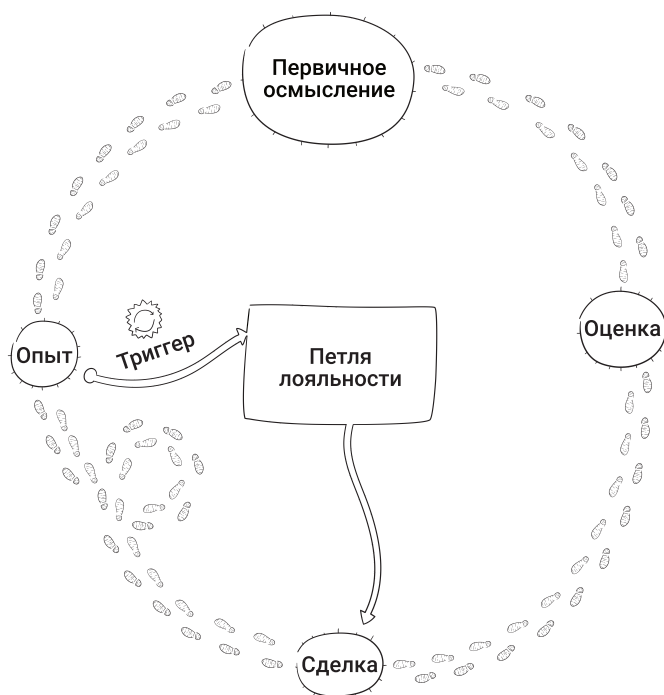 Первичное
осмысление
Оценка
Опыт
Триггер
Петля
лояльности
Сделка